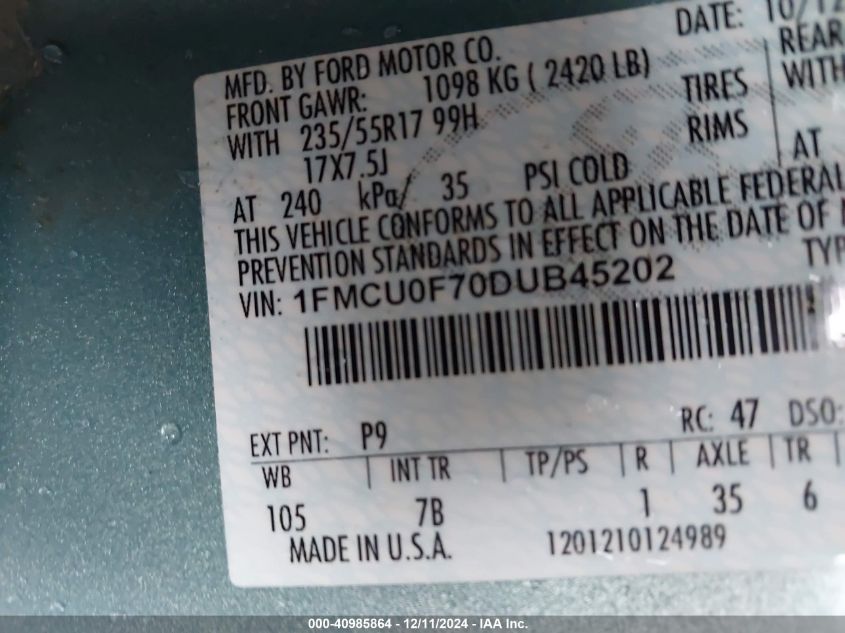 DATE: 10/12
MFD. BY FORD MOTOR CO.
FRONT GAWR: 1098 KG ( 2420 LB) REAR
WITH 235/55R17 99H TIRES WITH
17X7.5J RIMS
AT 240 kPa/ 35 PSI COLD AT
THIS VEHICLE CONFORMS TO ALL APPLICABLE FEDERAL
PREVENTION STANDARDS IN EFFECT ON THE DATE OF
VIN: 1FMCU0F70DUB45202 TYP
EXT PNT: P9 RC: 47 DSO:
WB INT TR TP/PS R AXLE TR
105 7B 1 35 6
MADE IN U.S.A. 1201210124989
000-40985864 - 12/11/2024 - IAA Inc.